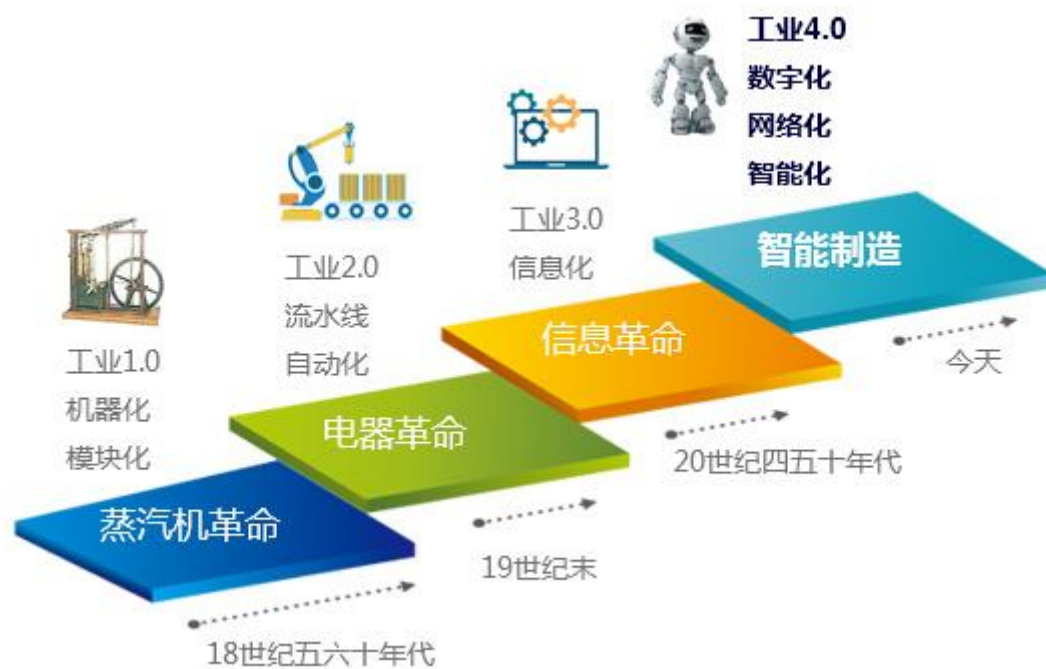 工业4.0
数字化
网络化
智能化
工业3.0
信息化
智能制造
工业2.0
流水线
自动化
信息革命
今天
工业1.0
机器化
模块化
电器革命
20世纪四五十年代
蒸汽机革命
19世纪末
18世纪五六十年代